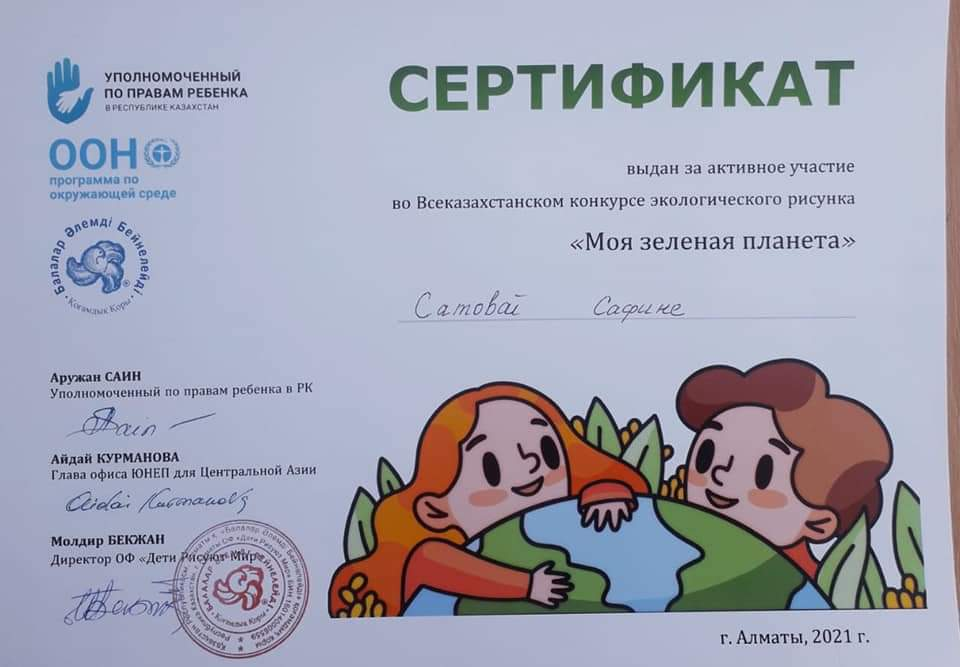 УПОЛНОМОЧЕННЫЙ
ПО ПРАВАМ РЕБЕНКА
В РЕСПУБЛИКЕ КАЗАХСТАН
ООН
программа по
окружающей среде
Балалар Әлемді Бейнелейді
Қоғамдық Қоры
СЕРТИФИКАТ
выдан за активное участие
во Всеказахстанском конкурсе экологического рисунка
«Моя зеленая планета»
Сатовай Сафине
Аружан САИН
Уполномоченный по правам ребенка в РК
Айдай КУРМАНОВА
Глава офиса ЮНЕП для Центральной Азии
Молдир БЕКЖАН
Директор ОФ «Дети Рисуют Мир»
г. Алматы, 2021 г.